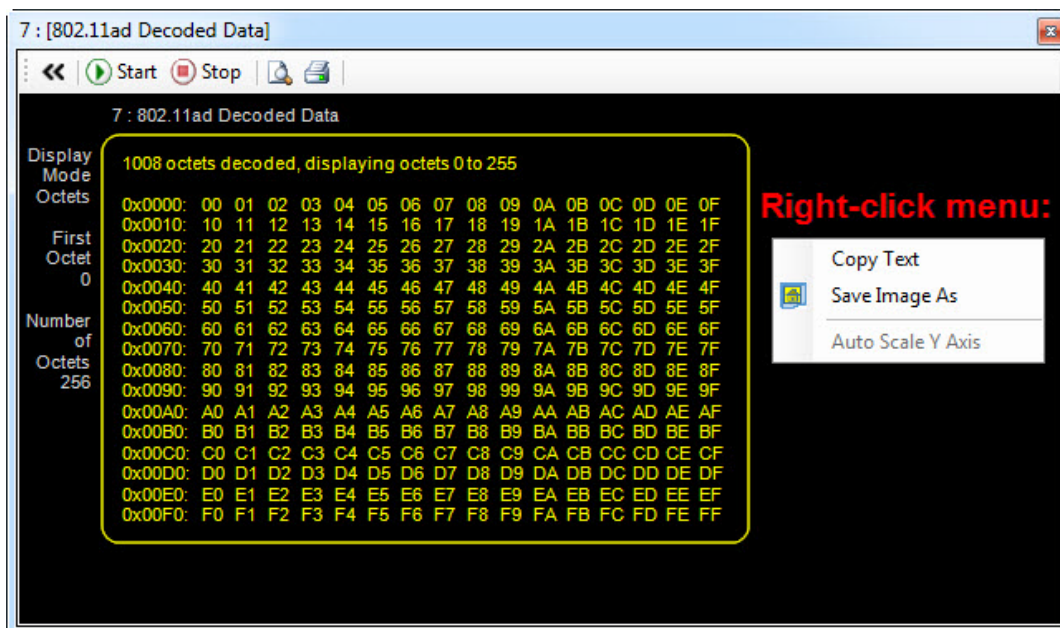 7 : [802.11ad Decoded Data]
Start Stop
7 : 802.11ad Decoded Data
Display
Mode
Octets
First
Octet
0
Number
of
Octets
256
1008 octets decoded, displaying octets 0 to 255
0x0000: 00 01 02 03 04 05 06 07 08 09 0A 0B 0C 0D 0E 0F
0x0010: 10 11 12 13 14 15 16 17 18 19 1A 1B 1C 1D 1E 1F
0x0020: 20 21 22 23 24 25 26 27 28 29 2A 2B 2C 2D 2E 2F
0x0030: 30 31 32 33 34 35 36 37 38 39 3A 3B 3C 3D 3E 3F
0x0040: 40 41 42 43 44 45 46 47 48 49 4A 4B 4C 4D 4E 4F
0x0050: 50 51 52 53 54 55 56 57 58 59 5A 5B 5C 5D 5E 5F
0x0060: 60 61 62 63 64 65 66 67 68 69 6A 6B 6C 6D 6E 6F
0x0070: 70 71 72 73 74 75 76 77 78 79 7A 7B 7C 7D 7E 7F
0x0080: 80 81 82 83 84 85 86 87 88 89 8A 8B 8C 8D 8E 8F
0x0090: 90 91 92 93 94 95 96 97 98 99 9A 9B 9C 9D 9E 9F
0x00A0: A0 A1 A2 A3 A4 A5 A6 A7 A8 A9 AA AB AC AD AE AF
0x00B0: B0 B1 B2 B3 B4 B5 B6 B7 B8 B9 BA BB BC BD BE BF
0x00C0: C0 C1 C2 C3 C4 C5 C6 C7 C8 C9 CA CB CC CD CE CF
0x00D0: D0 D1 D2 D3 D4 D5 D6 D7 D8 D9 DA DB DC DD DE DF
0x00E0: E0 E1 E2 E3 E4 E5 E6 E7 E8 E9 EA EB EC ED EE EF
0x00F0: F0 F1 F2 F3 F4 F5 F6 F7 F8 F9 FA FB FC FD FE FF
Right-click menu:
Copy Text
Save Image As
Auto Scale Y Axis